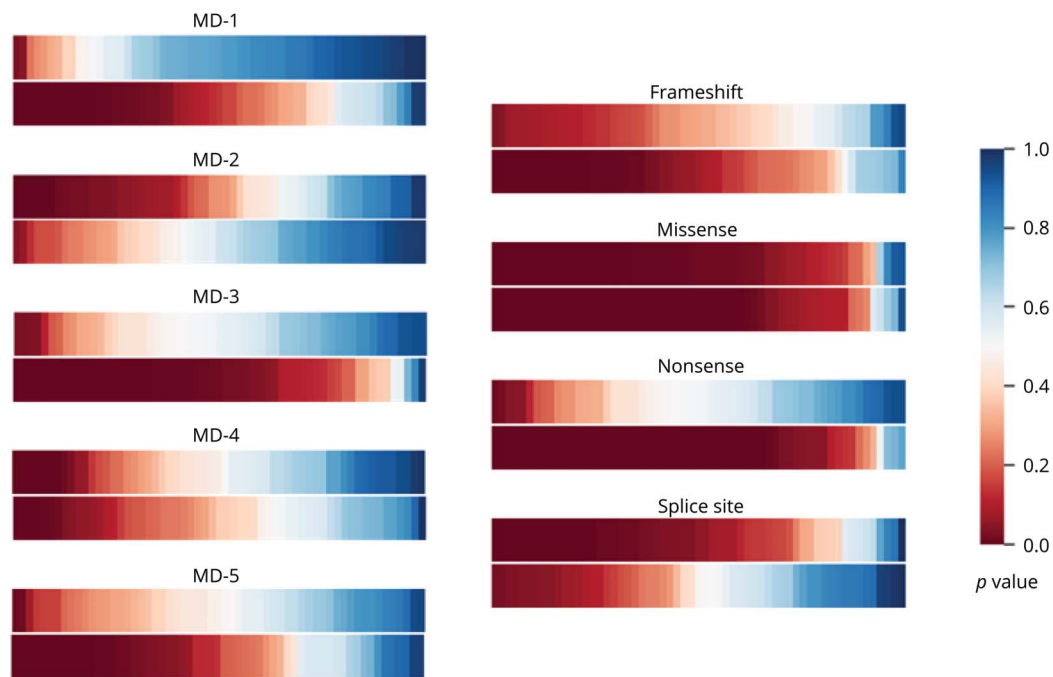 MD-1
MD-2
MD-3
MD-4
MD-5
Frameshift
Missense
Nonsense
Splice site
1.0
0.8
0.6
0.4
0.2
0.0
p value